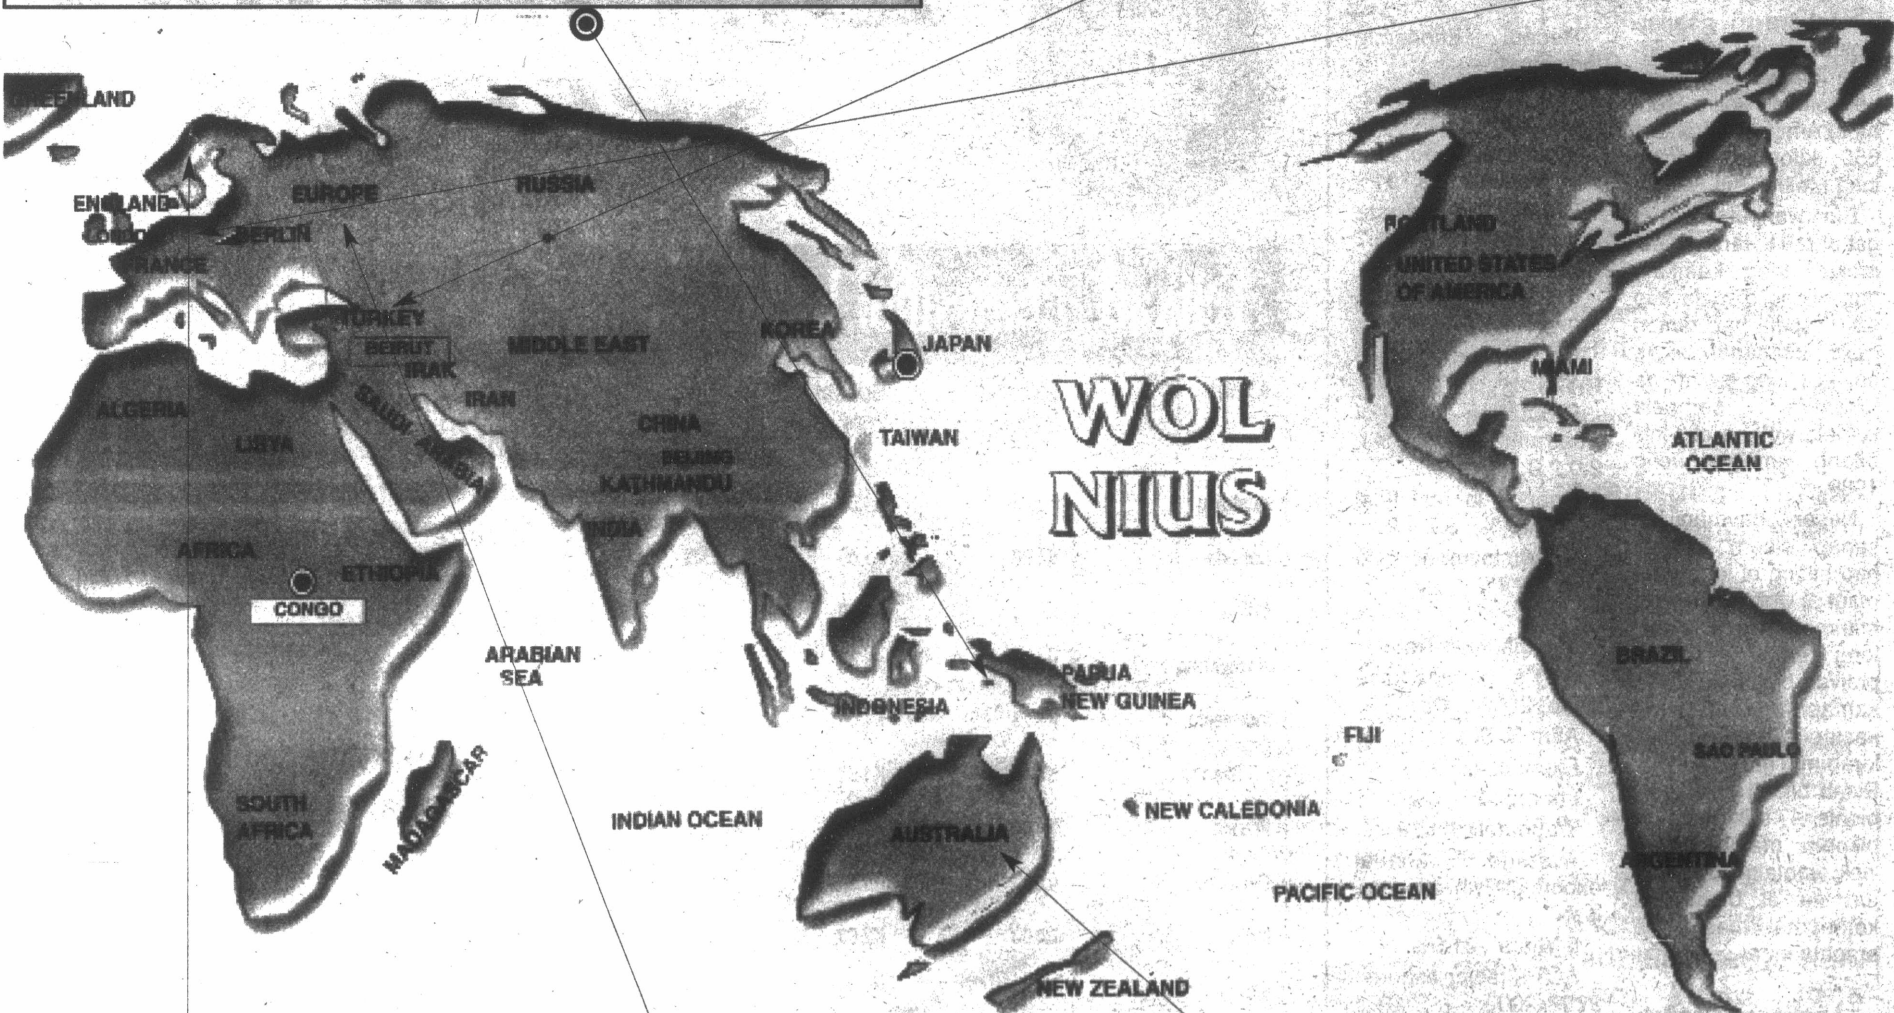 GREENLAND
ENGLAND
LONDON
EUROPE
BERLIN
FRANCE
RUSSIA
TURKEY
BEIRUT
IRAK
IRAN
MIDDLE EAST
SAUDI ARABIA
ALGERIA
LIBYA
AFRICA
ETHIOPIA
CONGO
SOUTH
AFRICA
MADAGASCAR
ARABIAN
SEA
INDIAN OCEAN
KOREA
JAPAN
CHINA
BEIJING
KATHMANDU
INDIA
TAIWAN
WOL
NIUS
INDONESIA
PAPUA
NEW GUINEA
AUSTRALIA
NEW ZEALAND
FIJI
NEW CALEDONIA
PACIFIC OCEAN
PORTLAND
UNITED STATES
OF AMERICA
MIAMI
ATLANTIC
OCEAN
BRAZIL
SAO PAULO
ARGENTINA